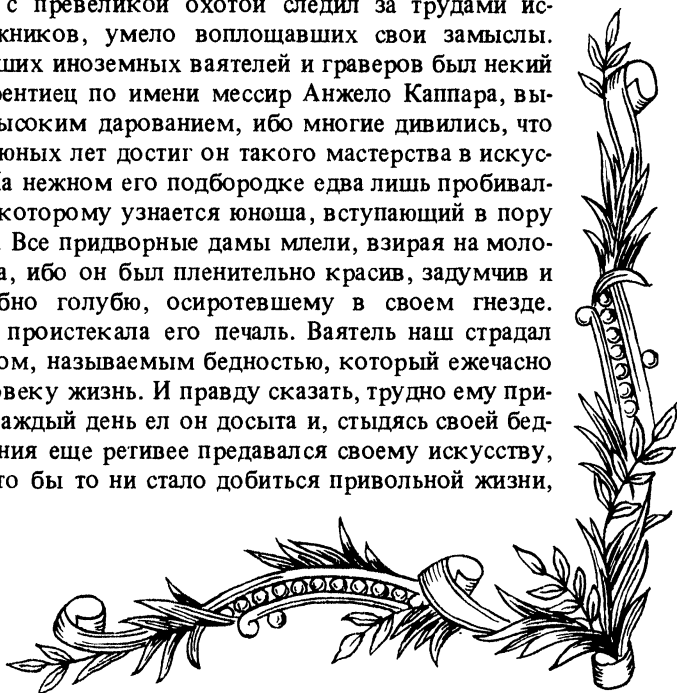 с превеликой охотой следил за трудами ис-
жников, умело воплощавших свои замыслы.
ших иноземных ваятелей и граверов был некий
рентиец по имени мессир Анжело Каппара, вы-
ысоким дарованием, ибо многие дивились, что
юных лет достиг он такого мастерства в искус-
а нежном его подбородке едва лишь пробивал-
которому узнается юноша, вступающий в пору
. Все придворные дамы млели, взирая на моло-
а, ибо он был пленительно красив, задумчив и
бно голубю, осиротевшему в своем гнезде.
проистекала его печаль. Ваятель наш страдал
ом, называемым бедностью, который ежечасно
овеку жизнь. И правду сказать, трудно ему при-
аждый день ел он досыта и, стыдясь своей бед-
ния еще ретивее предавался своему искусству,
то бы то ни стало добиться привольной жизни,